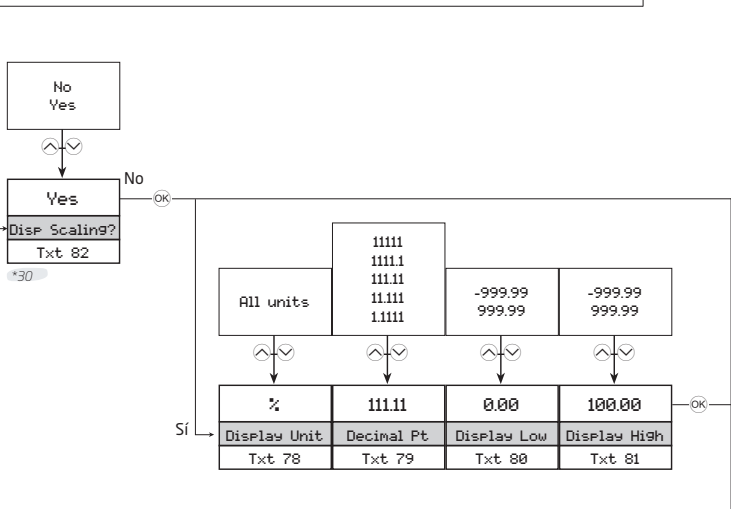 No
Yes
No
OK
Yes
Disp Scaling?
Txt 82
*30
All units
11111
1111.1
111.11
11.111
1.1111
-999.99
999.99
-999.99
999.99
Sí
%
111.11
0.00
100.00
OK
Display Unit
Decimal Pt
Display Low
Display High
Txt 78
Txt 79
Txt 80
Txt 81